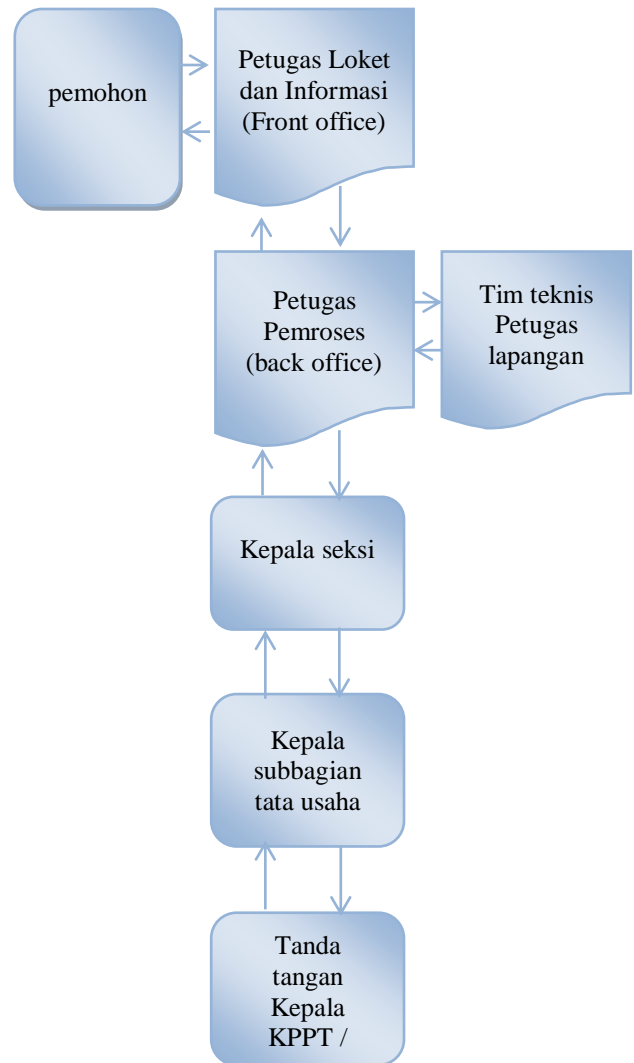 pemohon
Petugas Loket
dan Informasi
(Front office)
Petugas
Pemroses
(back office)
Tim teknis
Petugas
lapangan
Kepala seksi
Kepala
subbagian
tata usaha
Tanda
tangan
Kepala
KPPT /